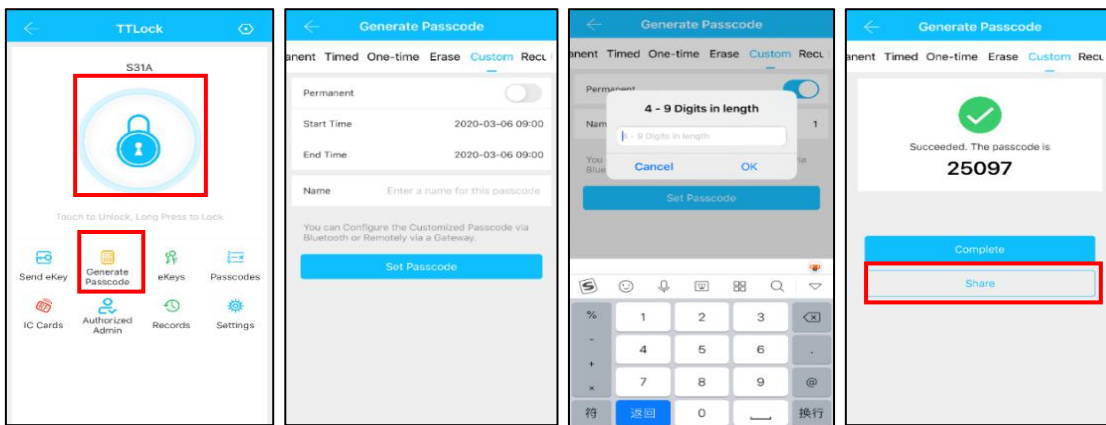 TTLock
S31A
Touch to Unlock, Long Press to Lock
Send eKey
Generate
Passcode
eKeys
Passcodes
IC Cards
Authorized
Admin
Records
Settings
Generate Passcode
anent Timed One-time Erase Custom Recu
Permanent
Start Time 2020-03-06 09:00
End Time 2020-03-06 09:00
Name Enter a name for this passcode
You can Configure the Customized Passcode via
Bluetooth or Remotely via a Gateway.
Set Passcode
Generate Passcode
anent Timed One-time Erase Custom Recu
Permanent
4 - 9 Digits in length
Nam 1
4 - 9 Digits in length
You via
Blue
Cancel OK
Set Passcode
S
% 1 2 3
-
4 5 6 .
+
7 8 9 @
×
符 返回 0 换行
Generate Passcode
anent Timed One-time Erase Custom Recu
Succeeded. The passcode is
25097
Complete
Share